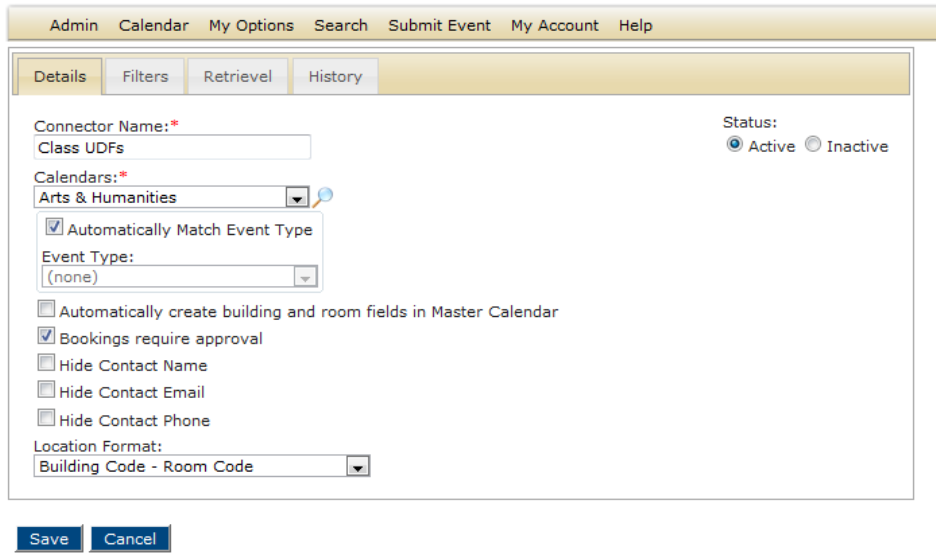 Admin Calendar My Options Search Submit Event My Account Help
Details Filters Retrievel History
Connector Name:*
Class UDFs
Status:
Active Inactive
Calendars:*
Arts & Humanities
Automatically Match Event Type
Event Type:
(none)
Automatically create building and room fields in Master Calendar
Bookings require approval
Hide Contact Name
Hide Contact Email
Hide Contact Phone
Location Format:
Building Code - Room Code
Save Cancel